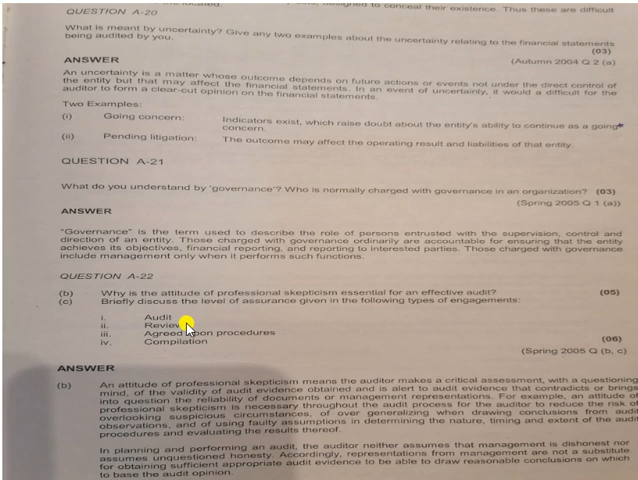 designed to conceal their existence. Thus these are difficult
QUESTION A-20
What is meant by uncertainty? Give any two examples about the uncertainty relating to the financial statements
being audited by you.
(03)
(Autumn 2004 Q 2 (a)
ANSWER
An uncertainty is a matter whose outcome depends on future actions or events not under the direct control of
the entity but that may affect the financial statements. In an event of uncertainty, it would a difficult for the
auditor to form a clear-cut opinion on the financial statements.
Two Examples:
(i) Going concern: Indicators exist, which raise doubt about the entity's ability to continue as a going
concern.
(ii) Pending litigation: The outcome may affect the operating result and liabilities of that entity.
QUESTION A-21
What do you understand by 'governance'? Who is normally charged with governance in an organization? (03)
(Spring 2005 Q 1 (a))
ANSWER
"Governance" is the term used to describe the role of persons entrusted with the supervision, control and
direction of an entity. Those charged with governance ordinarily are accountable for ensuring that the entity
achieves its objectives, financial reporting, and reporting to interested parties. Those charged with governance
include management only when it performs such functions.
QUESTION A-22
(b) Why is the attitude of professional skepticism essential for an effective audit? (05)
(c) Briefly discuss the level of assurance given in the following types of engagements:
i. Audit
ii. Review
iii. Agreed upon procedures
iv. Compilation (06)
(Spring 2005 Q (b, c)
ANSWER
(b) An attitude of professional skepticism means the auditor makes a critical assessment, with a questioning
mind, of the validity of audit evidence obtained and is alert to audit evidence that contradicts or brings
into question the reliability of documents or management representations. For example, an attitude of
professional skepticism is necessary throughout the audit process for the auditor to reduce the risk of
overlooking suspicious circumstances, of over generalizing when drawing conclusions from audit
observations, and of using faulty assumptions in determining the nature, timing and extent of the audit
procedures and evaluating the results thereof.
In planning and performing an audit, the auditor neither assumes that management is dishonest nor
assumes unquestioned honesty. Accordingly, representations from management are not a substitute
for obtaining sufficient appropriate audit evidence to be able to draw reasonable conclusions on which
to base the audit opinion.